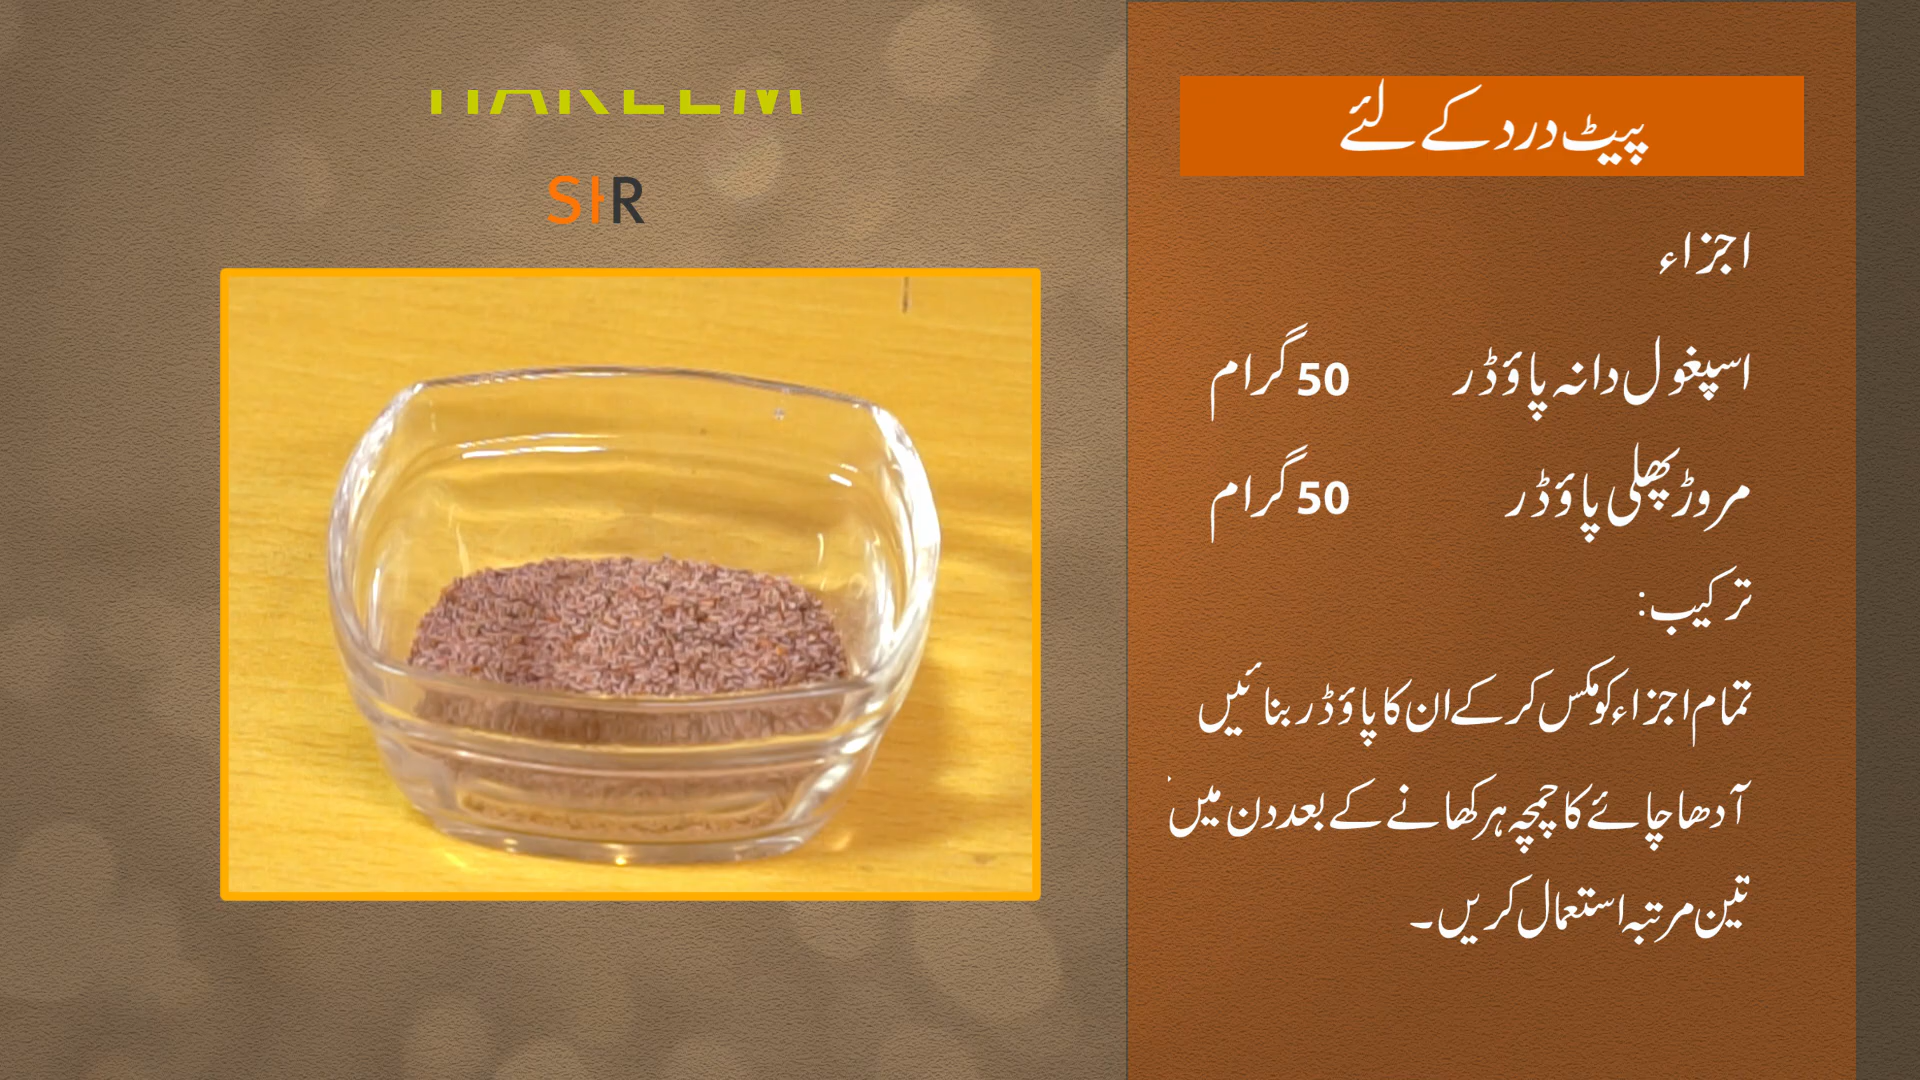 HAKEEM
SIR
پیٹ درد کے لئے
اجزاء
اسپغول دانہ پاؤڈر 50 گرام
مروڑ پھلی پاؤڈر 50 گرام
ترکیب:
تمام اجزاء کو مکس کر کے ان کا پاؤڈر بنائیں
آدھا چائے کا چمچہ ہر کھانے کے بعد دن میں
تین مرتبہ استعمال کریں۔